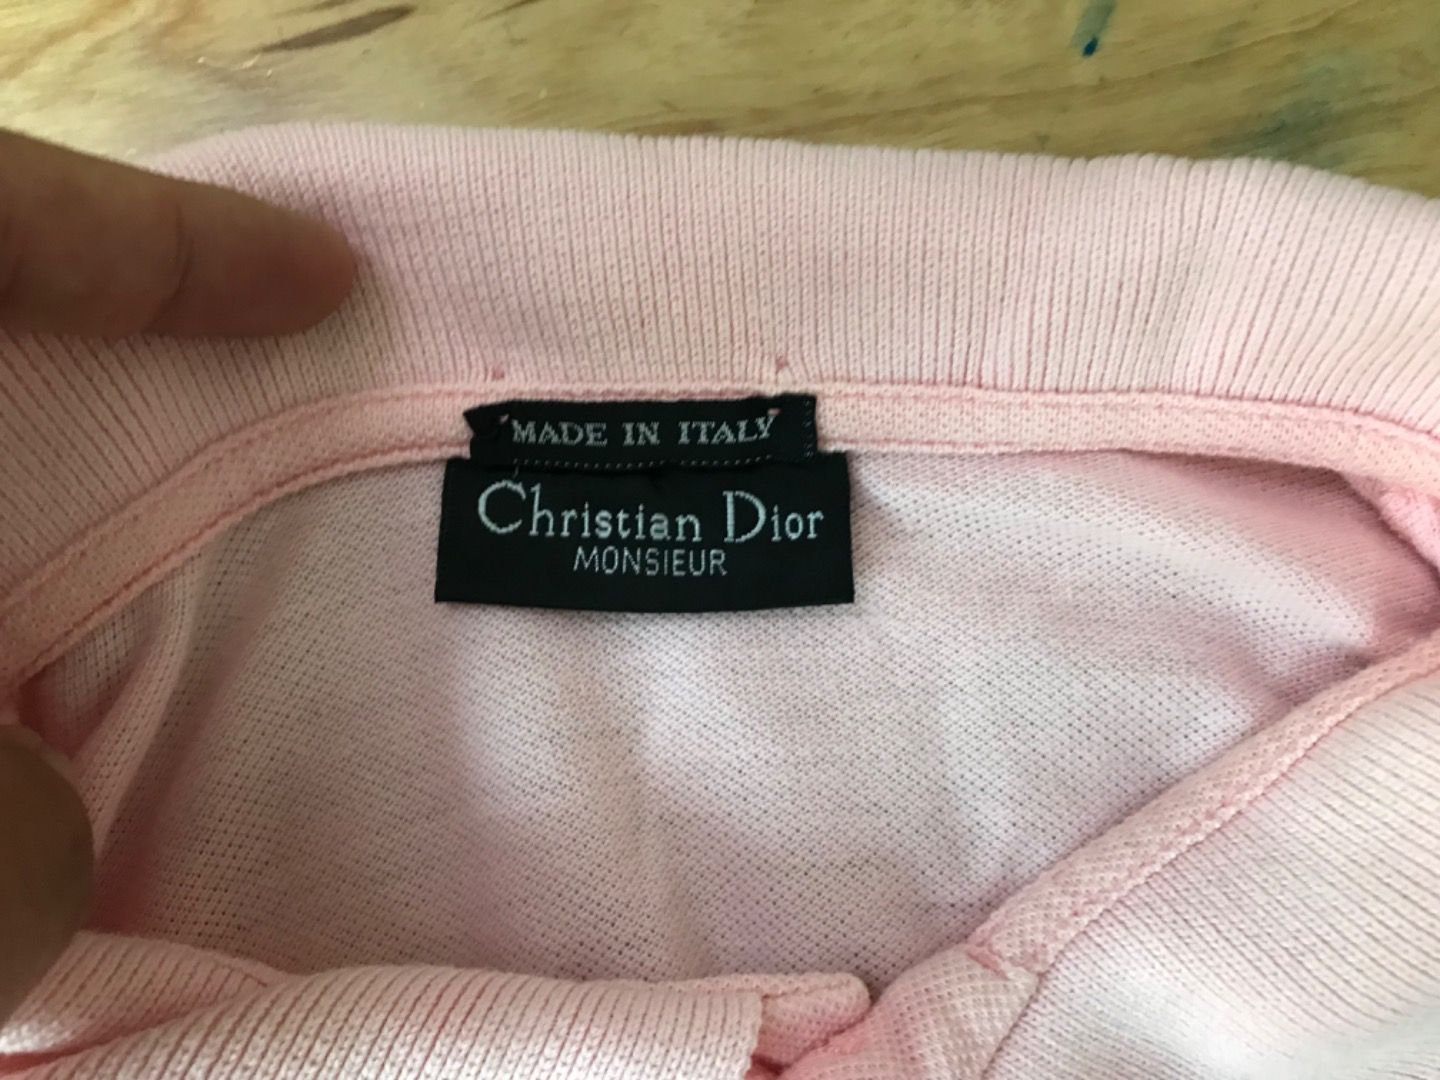 MADE IN ITALY
Christian Dior
MONSIEUR